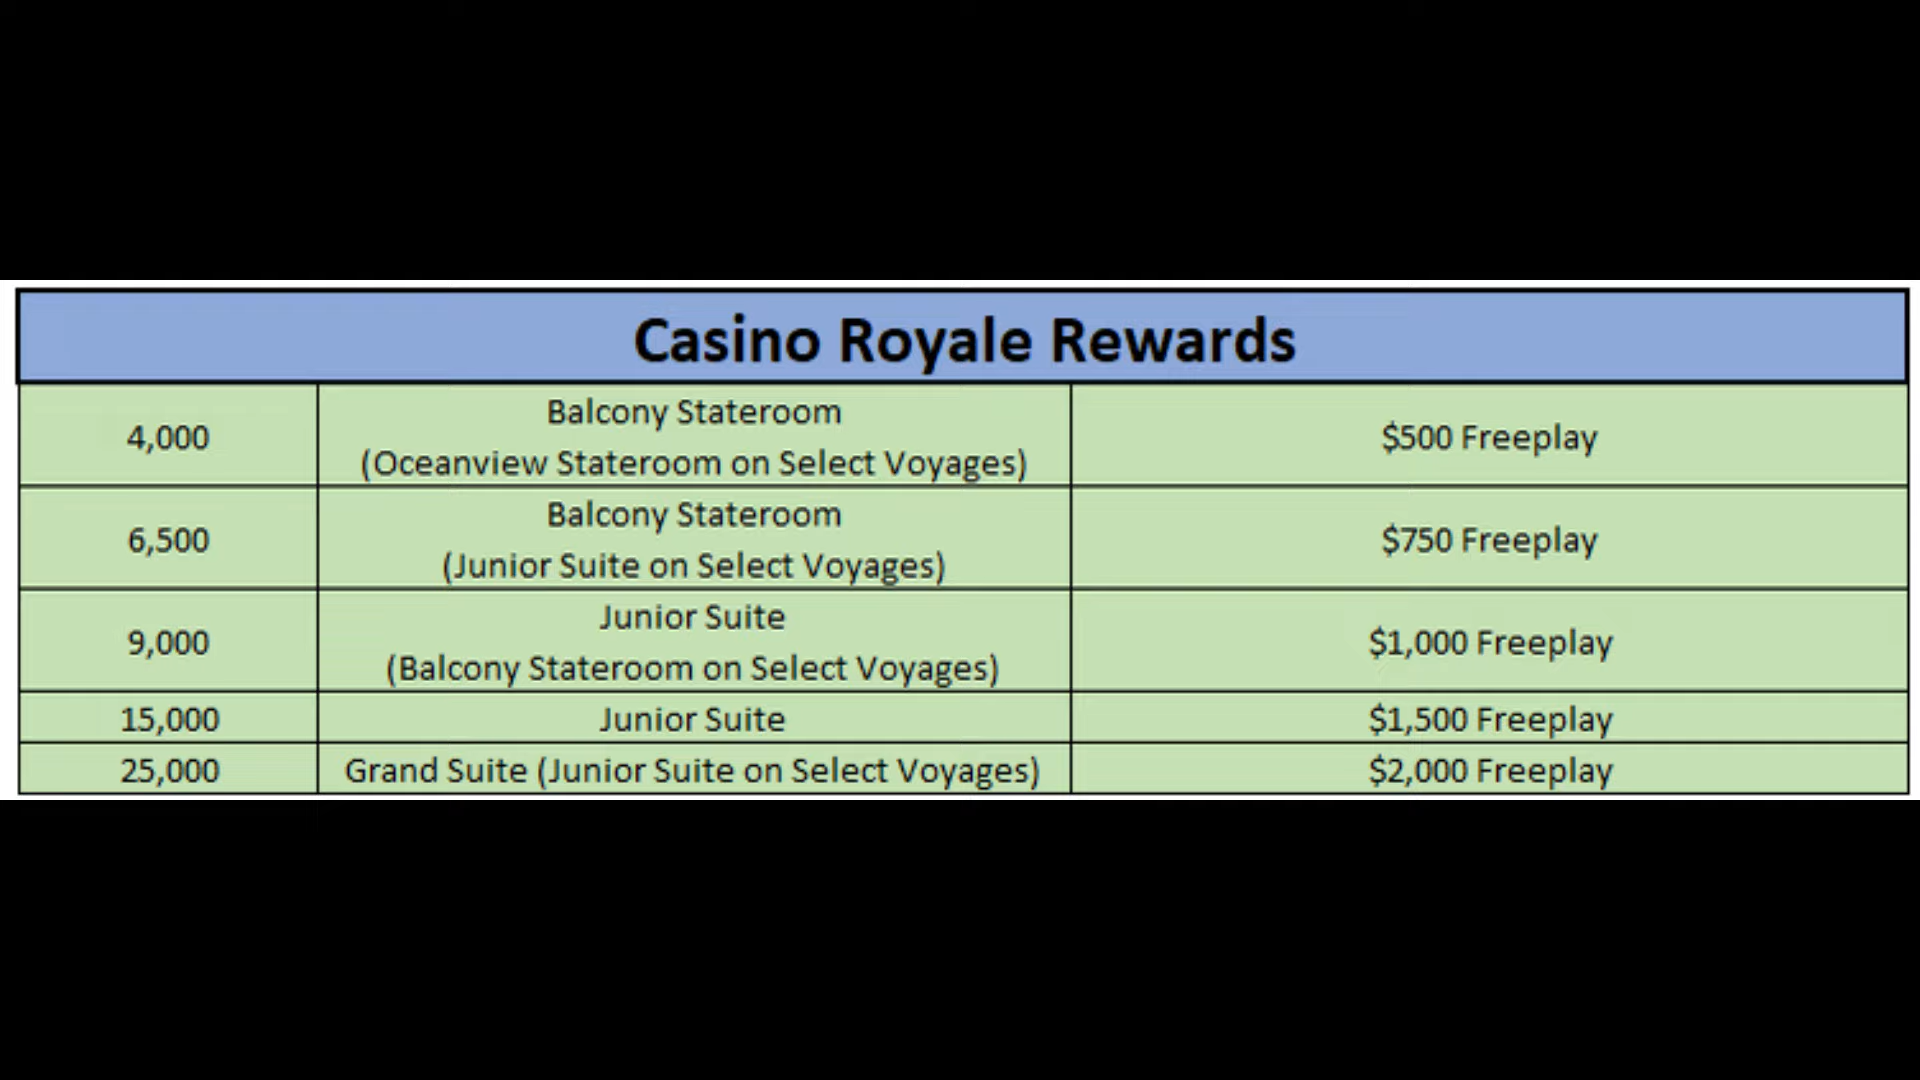 Casino Royale Rewards
4,000
Balcony Stateroom
(Oceanview Stateroom on Select Voyages)
$500 Freeplay
6,500
Balcony Stateroom
(Junior Suite on Select Voyages)
$750 Freeplay
9,000
Junior Suite
(Balcony Stateroom on Select Voyages)
$1,000 Freeplay
15,000
Junior Suite
$1,500 Freeplay
25,000
Grand Suite (Junior Suite on Select Voyages)
$2,000 Freeplay